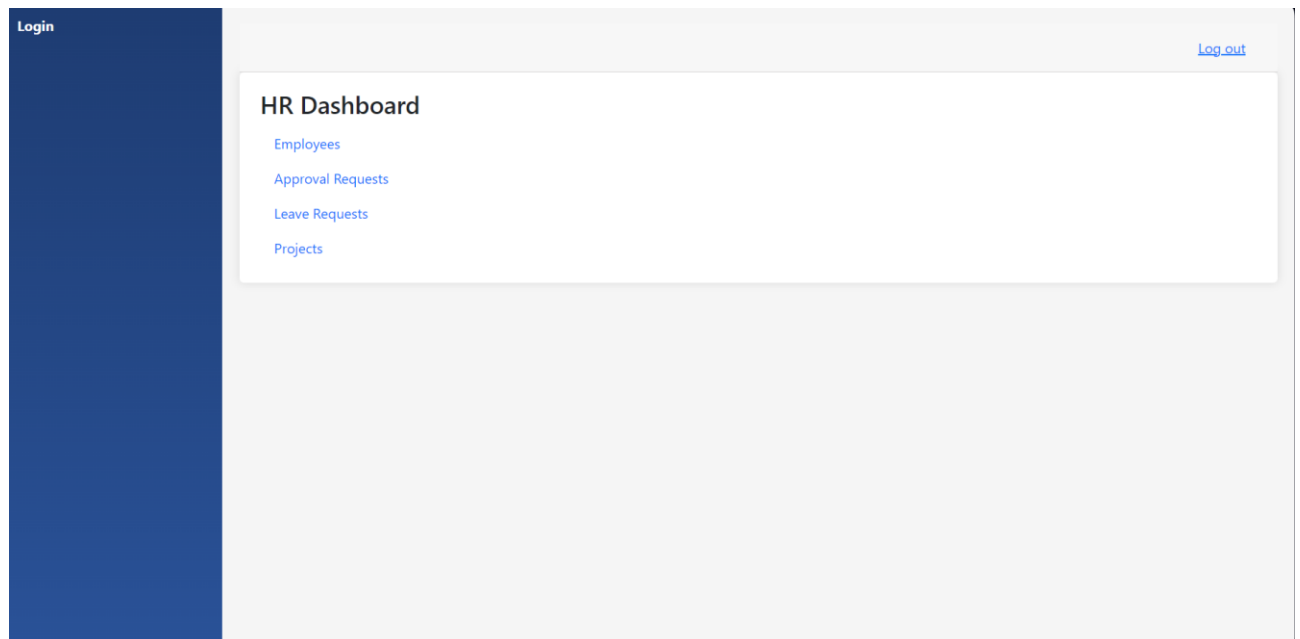 Login
Log out
HR Dashboard
Employees
Approval Requests
Leave Requests
Projects